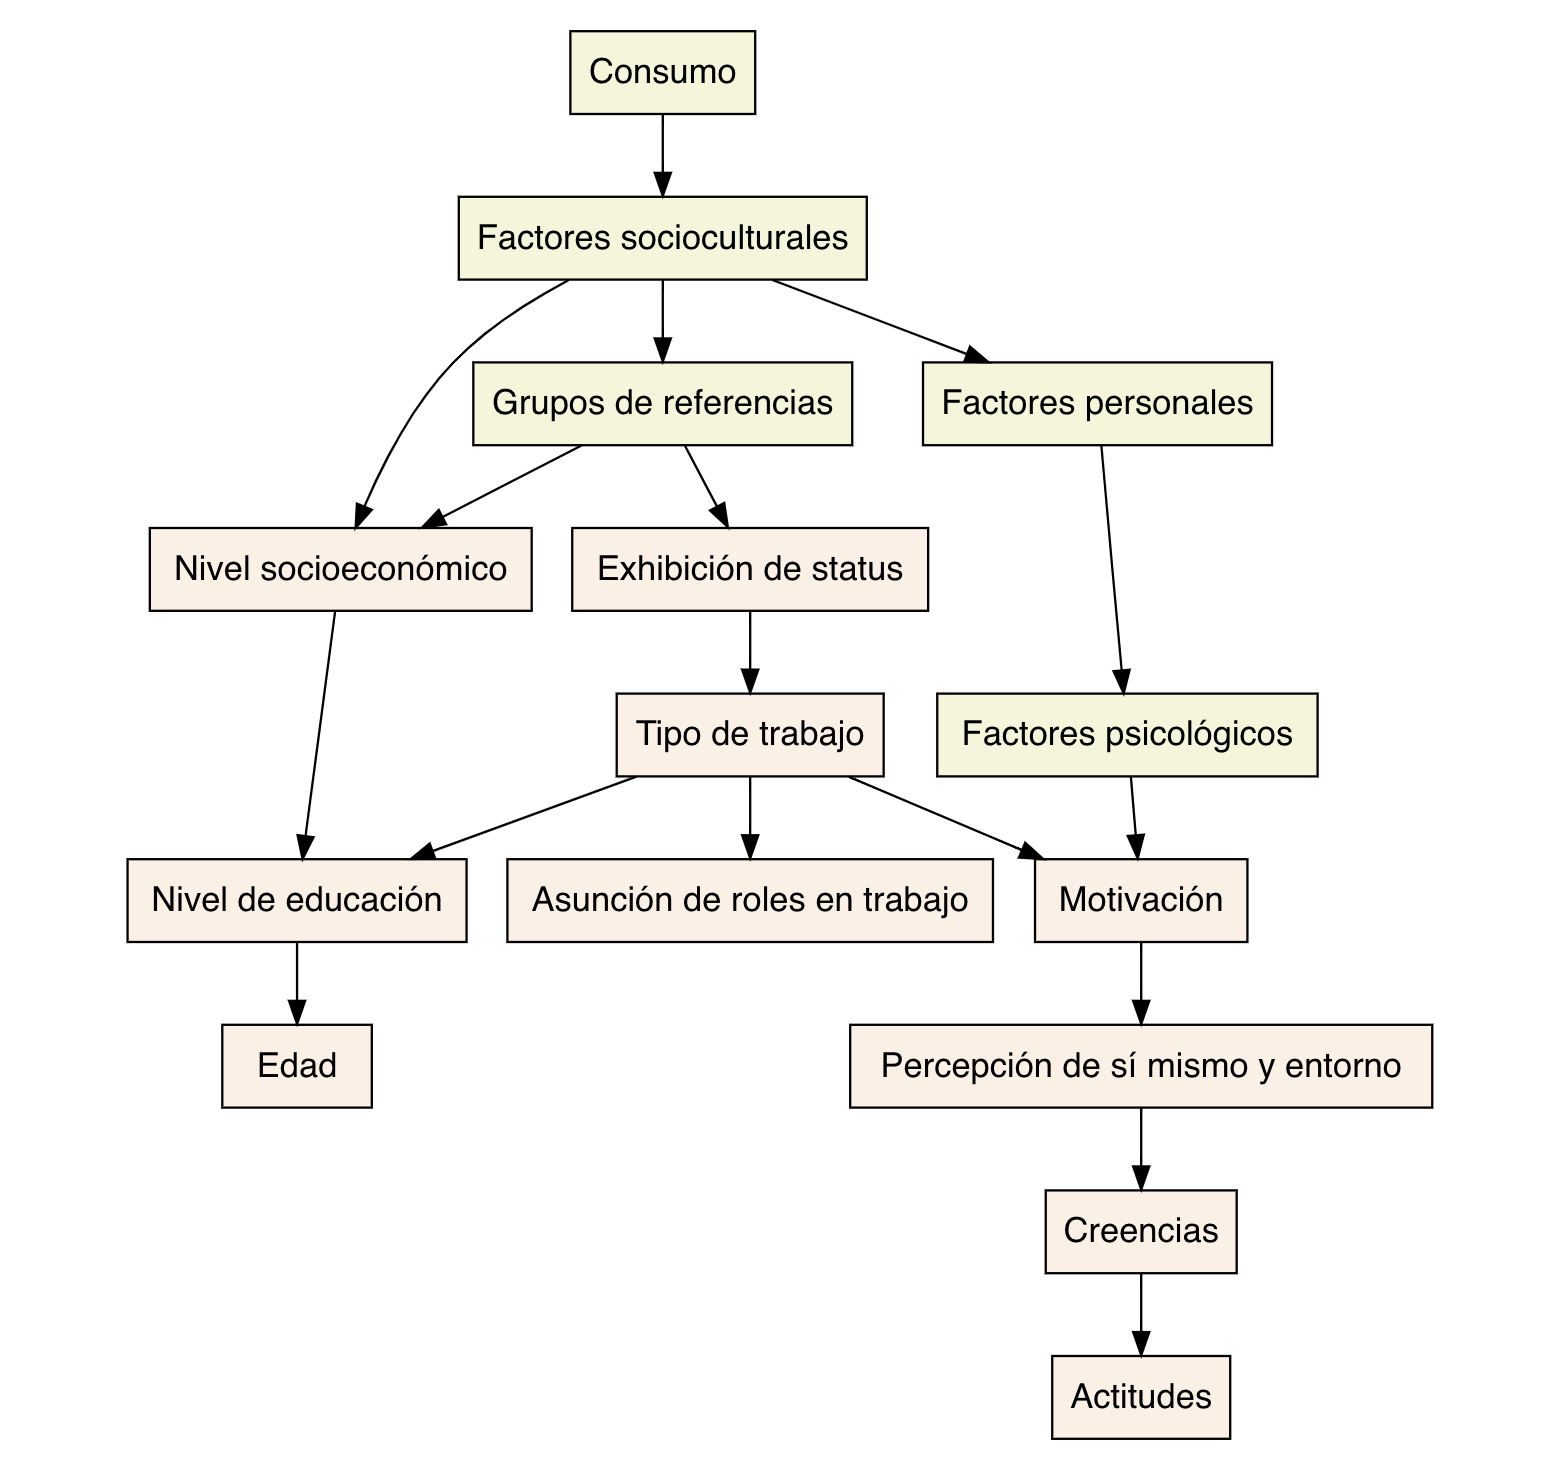 Consumo
Factores socioculturales
Grupos de referencias
Factores personales
Nivel socioeconómico
Exhibición de status
Tipo de trabajo
Factores psicológicos
Nivel de educación
Asunción de roles en trabajo
Motivación
Edad
Percepción de sí mismo y entorno
Creencias
Actitudes